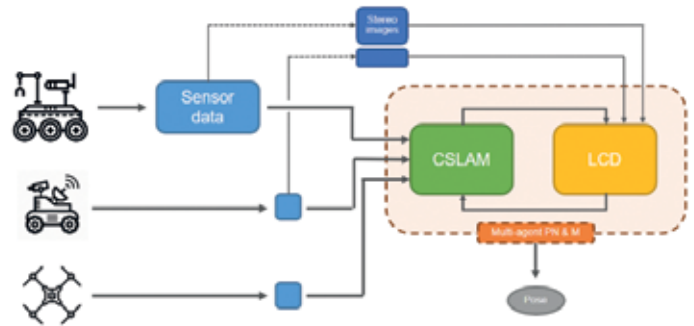 Stereo
images
Sensor
data
CSLAM
LCD
Multi-agent PN & M
Pose